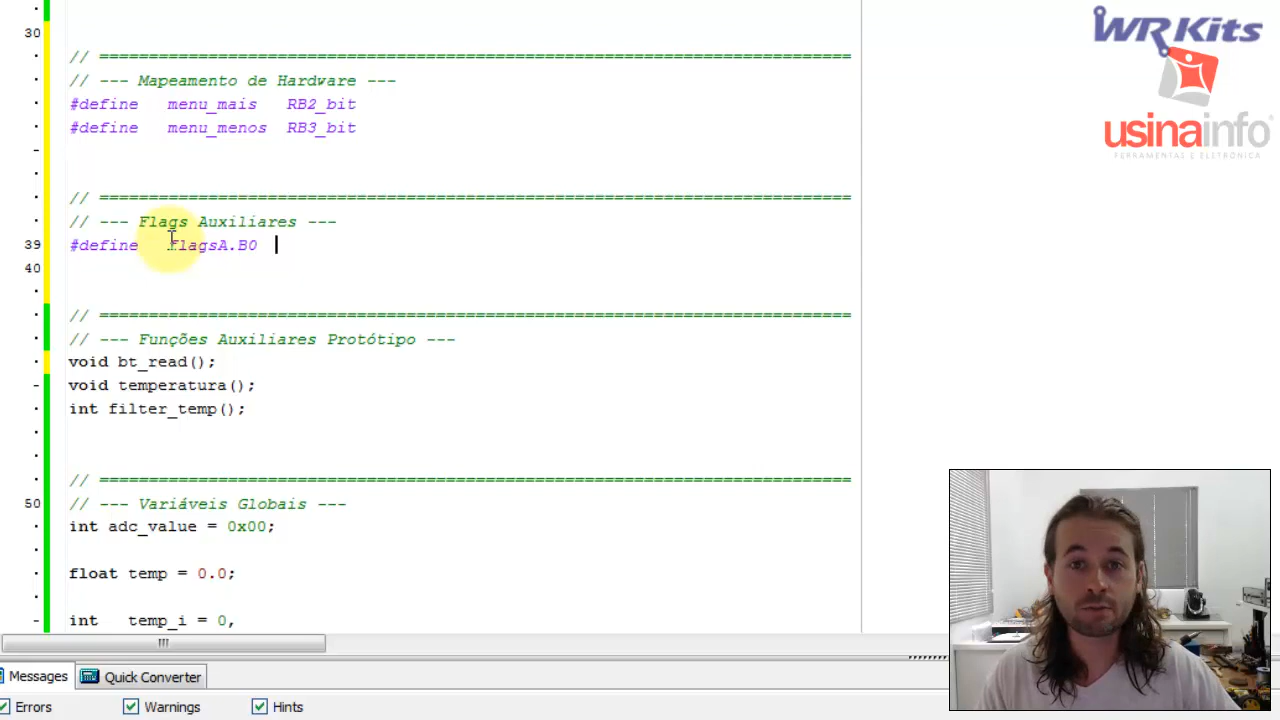 WR Kits
usinainfo
FERRAMENTAS E ELETRÔNICA
30
// ============================================================================
// --- Mapeamento de Hardware ---
#define menu_mais RB2_bit
#define menu_menos RB3_bit
// ============================================================================
// --- Flags Auxiliares ---
39 #define flagsA.B0
40
// ============================================================================
// --- Funções Auxiliares Protótipo ---
void bt_read();
void temperatura();
int filter_temp();
// ============================================================================
50 // --- Variáveis Globais ---
int adc_value = 0x00;
float temp = 0.0;
int temp_i = 0,
Messages Quick Converter
Errors Warnings Hints